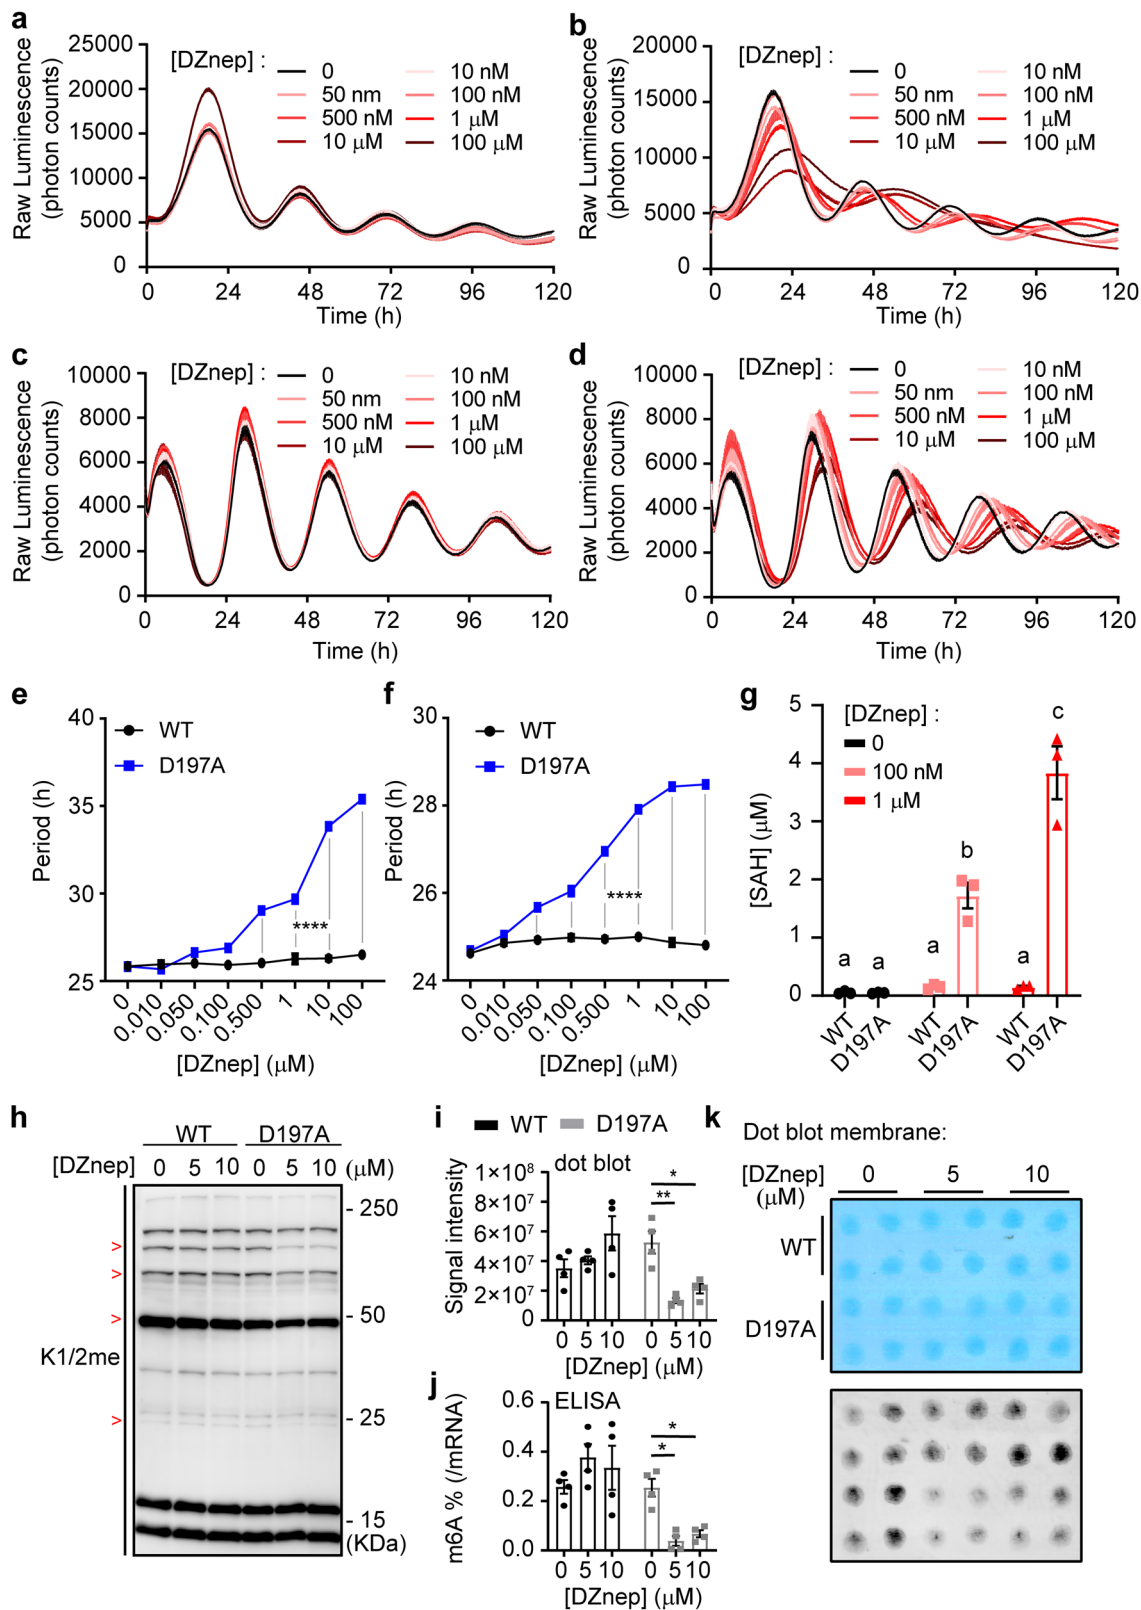 a
[DZnep] :
0
10 nM
50 nm
100 nM
500 nM
1 μM
10 μM
100 μM
Raw Luminescence
(photon counts)
25000
20000
15000
10000
5000
0
0 24 48 72 96 120
Time (h)
b
[DZnep] :
0
10 nM
50 nm
100 nM
500 nM
1 μM
10 μM
100 μM
Raw Luminescence
(photon counts)
20000
15000
10000
5000
0
0 24 48 72 96 120
Time (h)
c
[DZnep] :
0
10 nM
50 nm
100 nM
500 nM
1 μM
10 μM
100 μM
Raw Luminescence
(photon counts)
10000
8000
6000
4000
2000
0
0 24 48 72 96 120
Time (h)
d
[DZnep] :
0
10 nM
50 nm
100 nM
500 nM
1 μM
10 μM
100 μM
Raw Luminescence
(photon counts)
10000
8000
6000
4000
2000
0
0 24 48 72 96 120
Time (h)
e
WT
D197A
Period (h)
40
35
30
25
****
0 0.010 0.050 0.100 0.500 1 10 100
[DZnep] (μM)
f
WT
D197A
Period (h)
30
28
26
24
****
0 0.010 0.050 0.100 0.500 1 10 100
[DZnep] (μM)
g
[DZnep] :
0
100 nM
1 μM
[SAH] (μM)
5
4
3
2
1
0
a a a b a c
WT D197A WT D197A WT D197A
h
WT D197A
[DZnep] 0 5 10 0 5 10 (μM)
- 250
>
>
- 50
>
K1/2me
- 25
>
- 15
(KDa)
i
WT D197A
dot blot
Signal intensity
1×10⁸
8×10⁷
6×10⁷
4×10⁷
2×10⁷
0
*
**
0 5 10 0 5 10
[DZnep] (μM)
j
ELISA
m6A % (/mRNA)
0.6
0.4
0.2
0.0
*
*
0 5 10 0 5 10
[DZnep] (μM)
k
Dot blot membrane:
[DZnep] 0 5 10
(μM)
WT
D197A